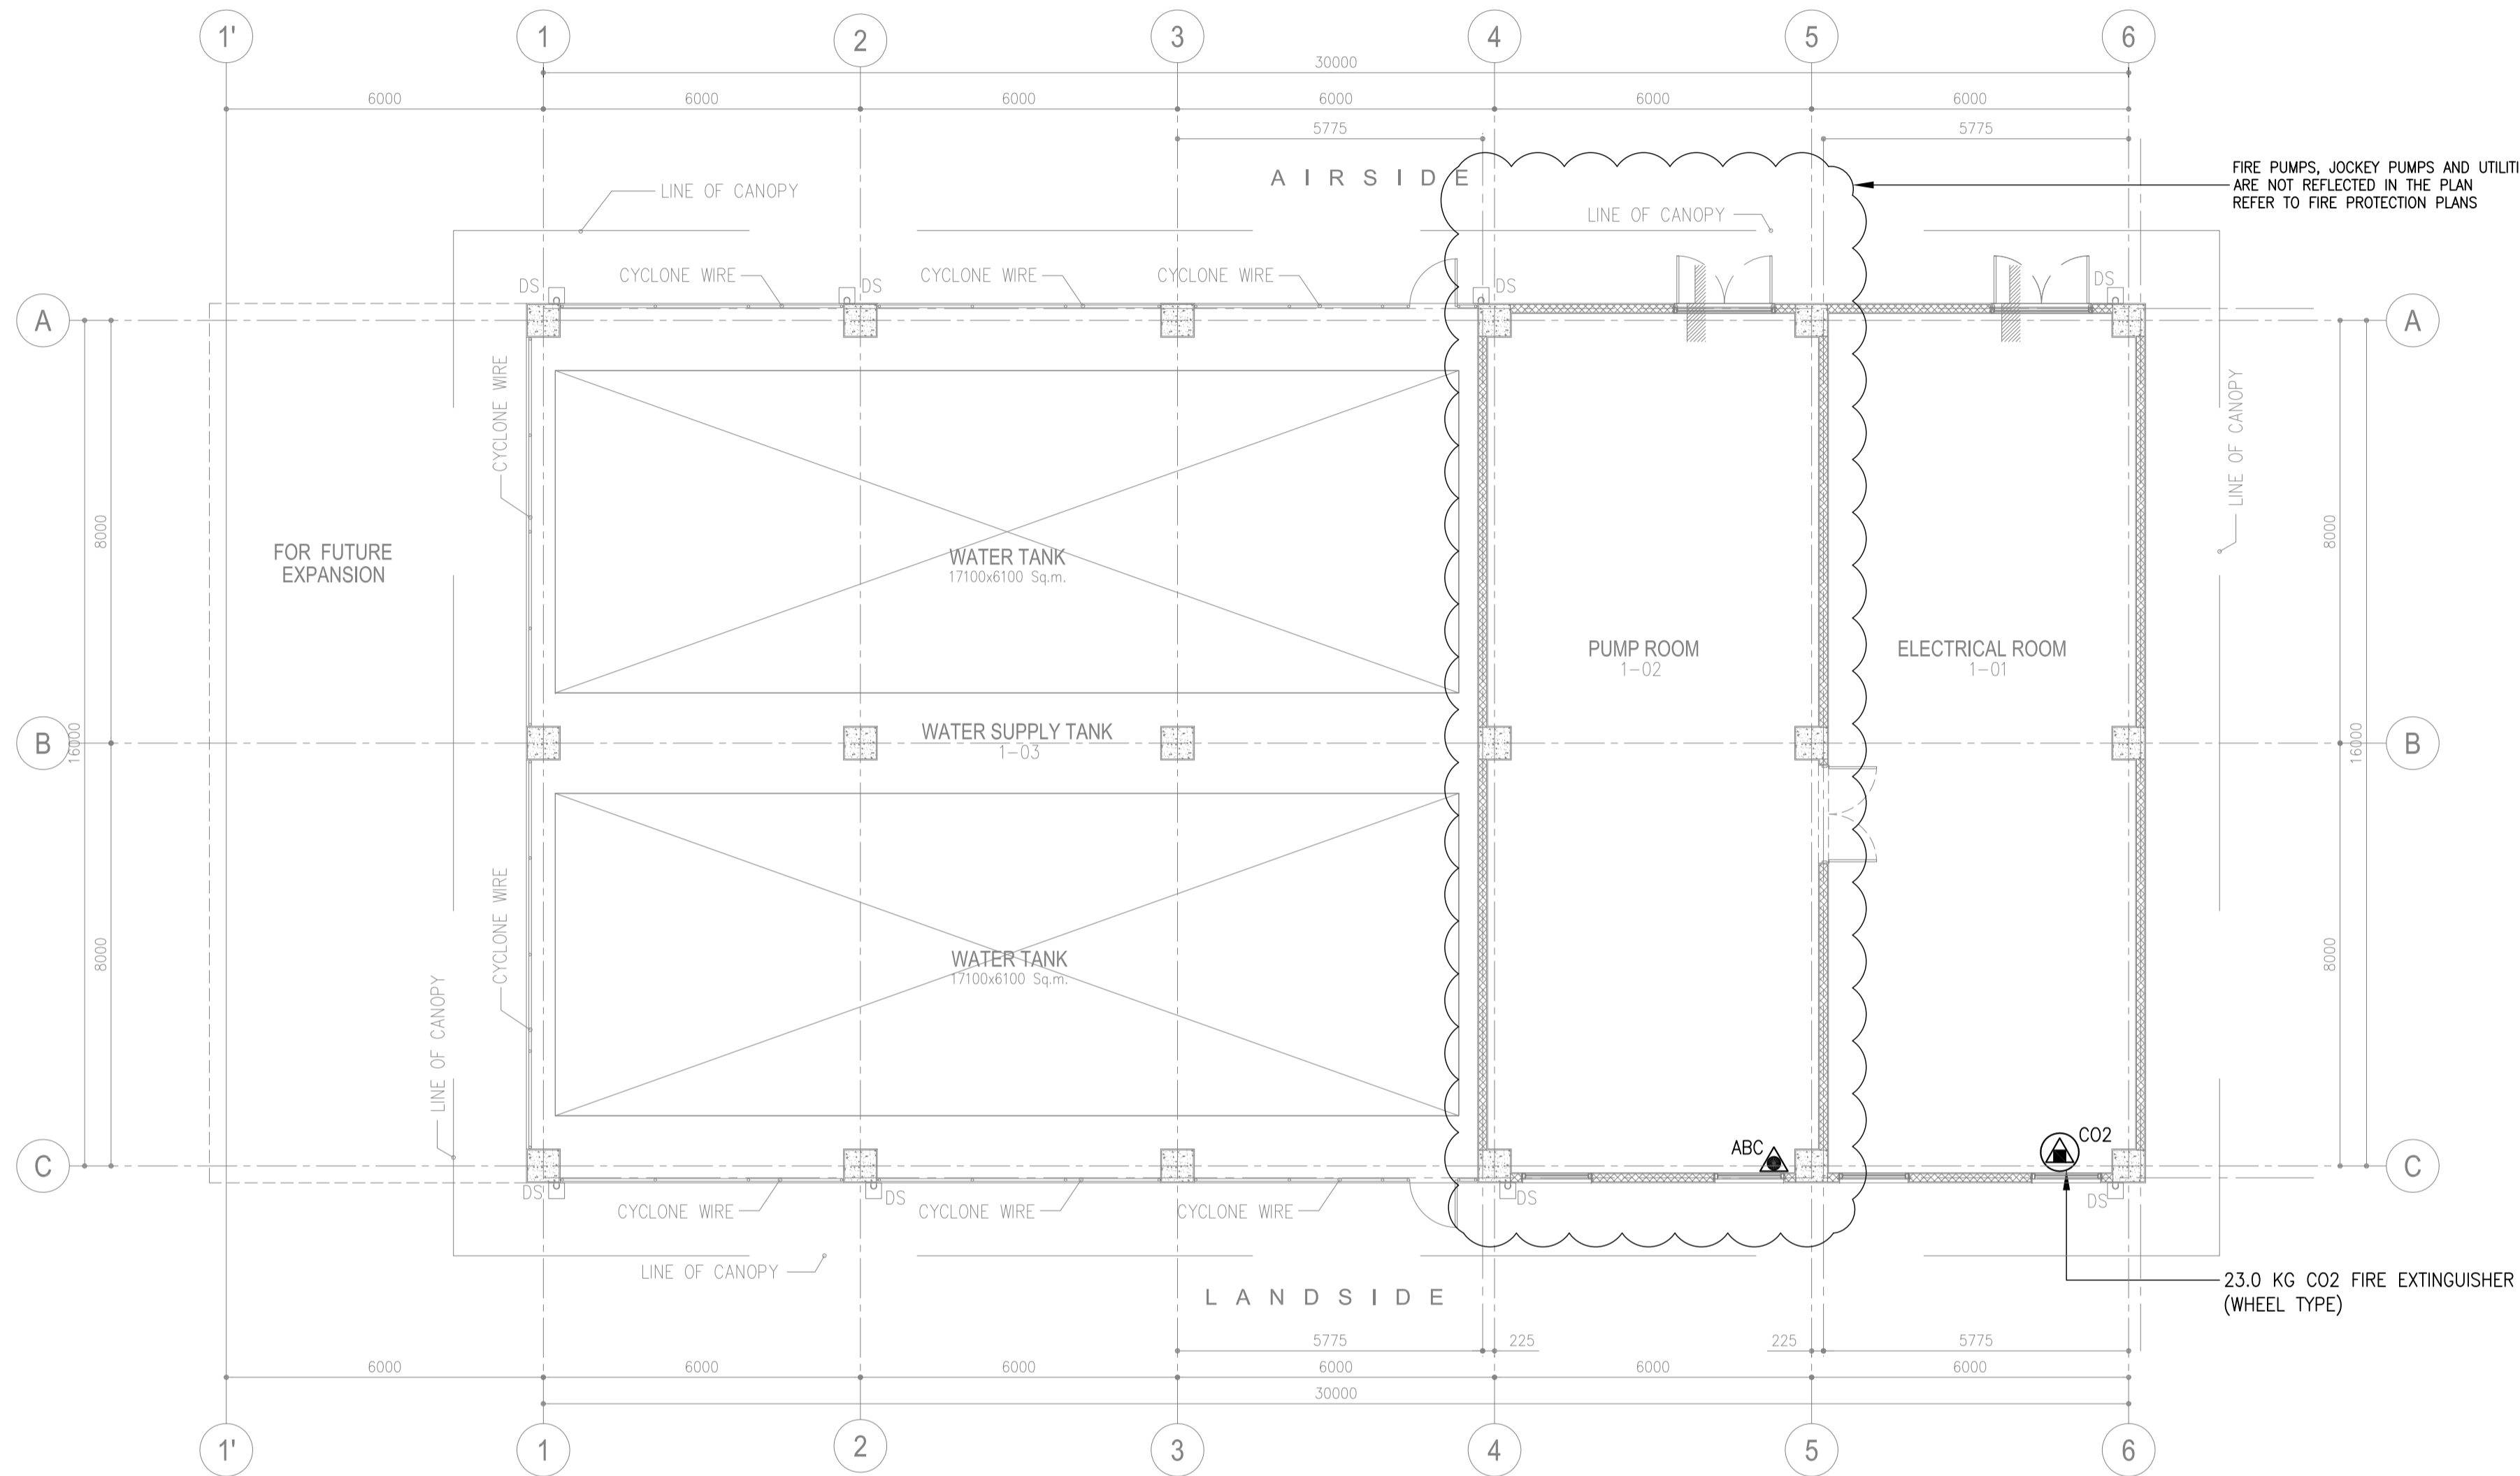 1'
1
2
3
4
5
6
30000
6000
6000
6000
6000
6000
6000
5775
5775
AIRSIDE
FIRE PUMPS, JOCKEY PUMPS AND UTILITI
ARE NOT REFLECTED IN THE PLAN
REFER TO FIRE PROTECTION PLANS
LINE OF CANOPY
LINE OF CANOPY
CYCLONE WIRE
CYCLONE WIRE
CYCLONE WIRE
DS
DS
DS
DS
A
A
CYCLONE WIRE
LINE OF CANOPY
8000
8000
FOR FUTURE
EXPANSION
WATER TANK
17100x6100 Sq.m.
PUMP ROOM
1-02
ELECTRICAL ROOM
1-01
B
16000
WATER SUPPLY TANK
1-03
16000
B
CYCLONE WIRE
8000
8000
WATER TANK
17100x6100 Sq.m.
LINE OF CANOPY
ABC
CO2
C
C
DS
DS
DS
DS
CYCLONE WIRE
CYCLONE WIRE
CYCLONE WIRE
LINE OF CANOPY
LANDSIDE
23.0 KG CO2 FIRE EXTINGUISHER
(WHEEL TYPE)
5775
225
225
5775
6000
6000
6000
6000
6000
6000
30000
1'
1
2
3
4
5
6